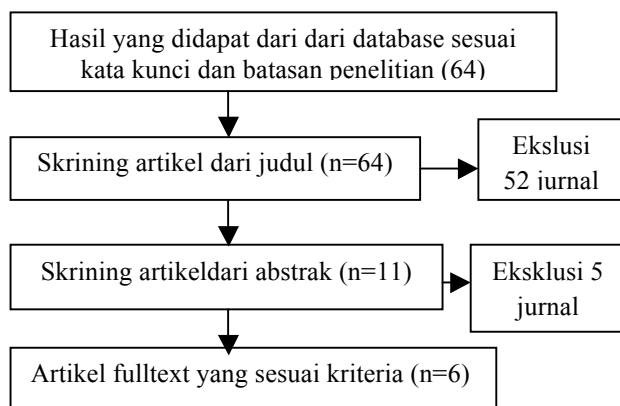 Hasil yang didapat dari dari database sesuai
kata kunci dan batasan penelitian (64)
Skrining artikel dari judul (n=64)
Ekslusi
52 jurnal
Skrining artikeldari abstrak (n=11)
Eksklusi 5
jurnal
Artikel fulltext yang sesuai kriteria (n=6)